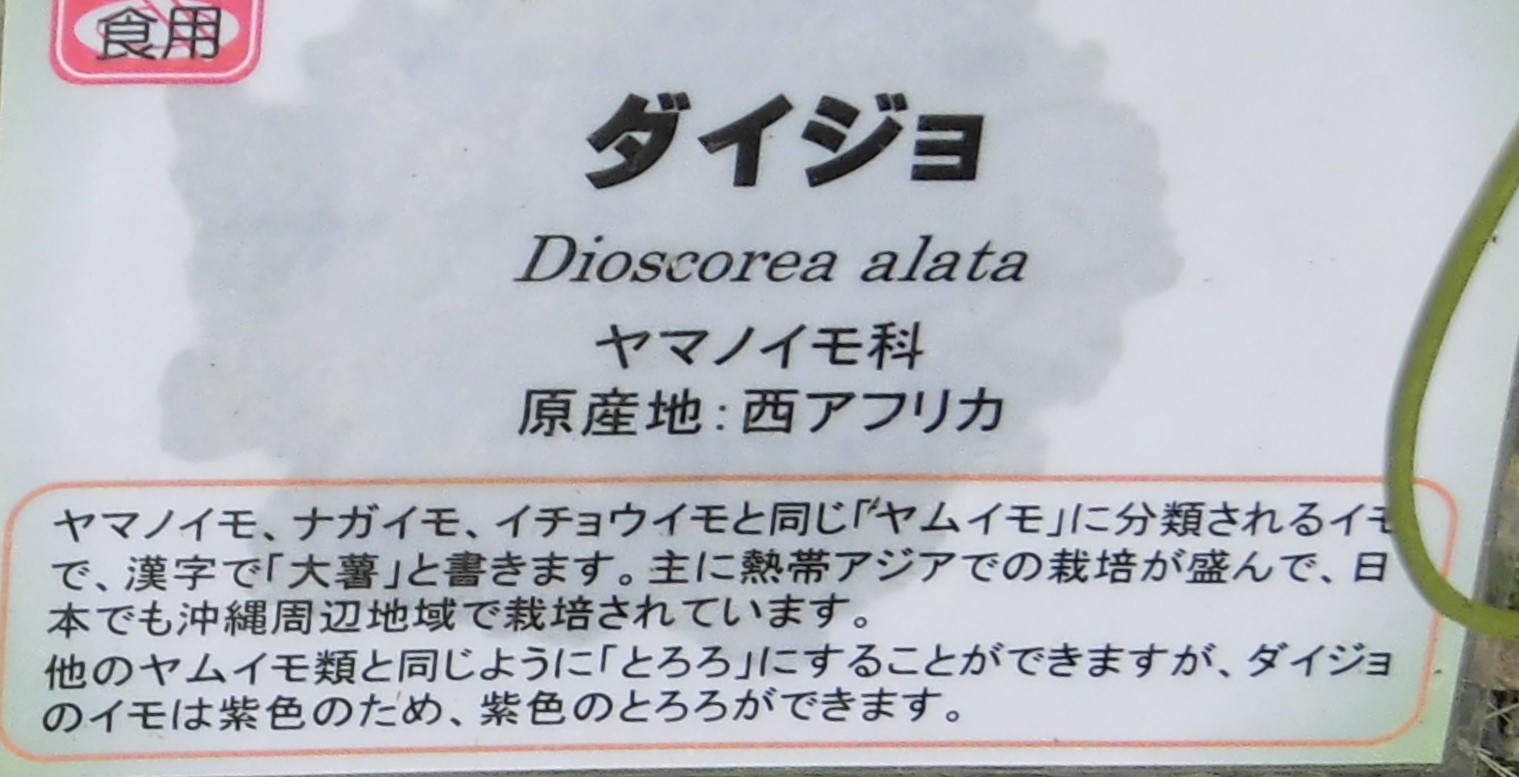 食用
ダイジョ
Dioscorea alata
ヤマノイモ科
原産地：西アフリカ
ヤマノイモ、ナガイモ、イチョウイモと同じ「ヤムイモ」に分類されるイモ
で、漢字で「大薯」と書きます。主に熱帯アジアでの栽培が盛んで、日
本でも沖縄周辺地域で栽培されています。
他のヤムイモ類と同じように「とろろ」にすることができますが、ダイジョ
のイモは紫色のため、紫色のとろろができます。